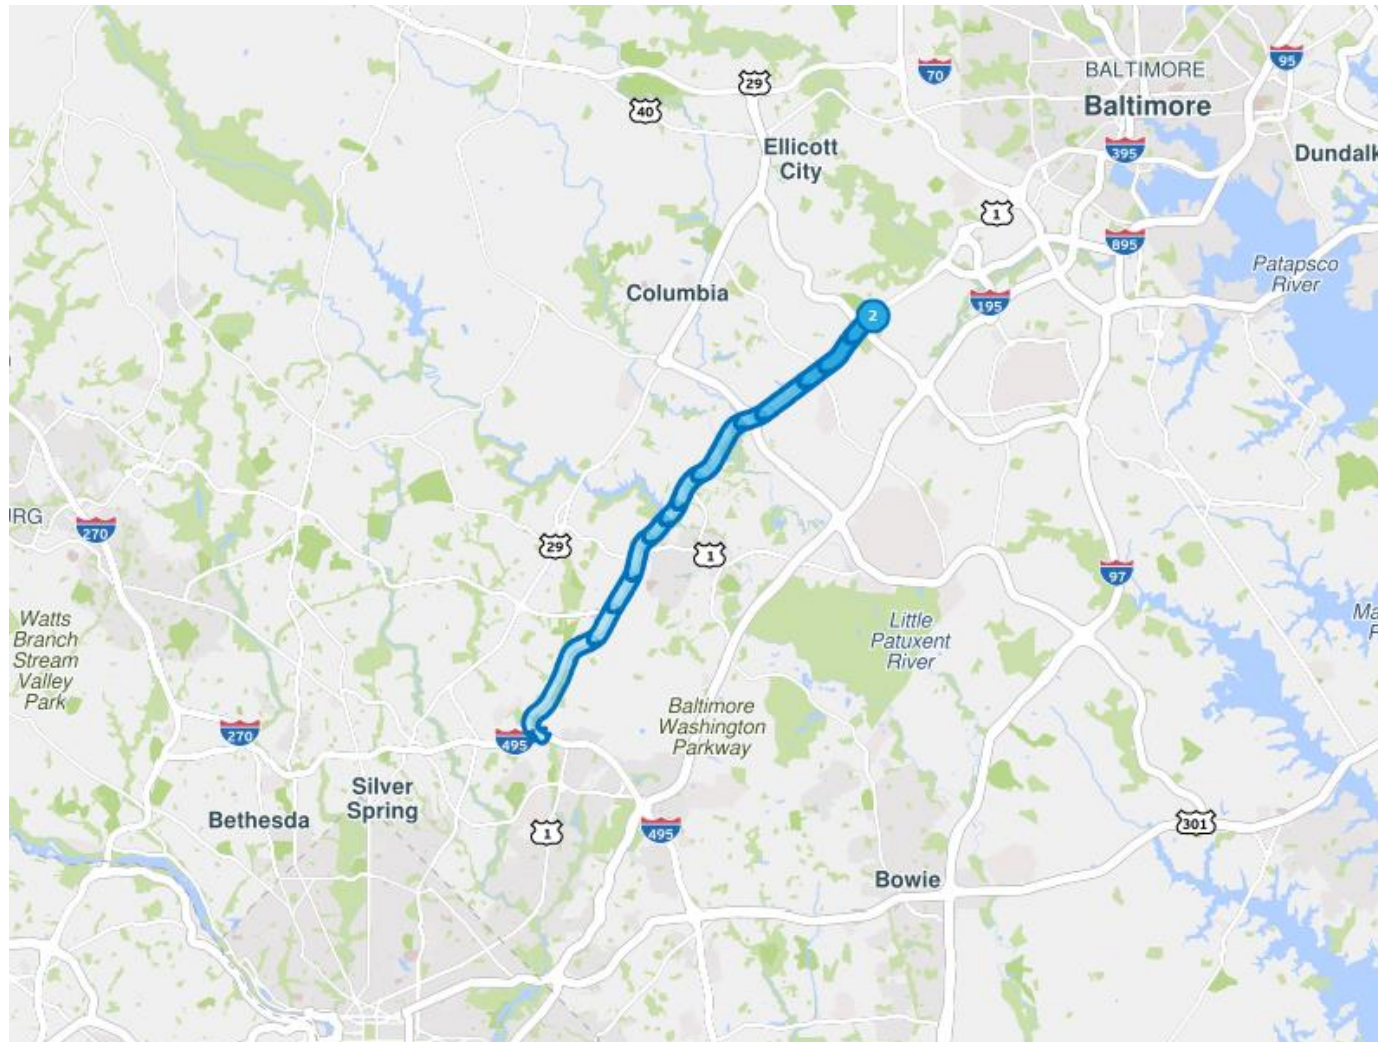 95
70
BALTIMORE
29
Baltimore
40
Ellicott
City
395
Dundalk
1
895
Patapsco
River
Columbia
195
2
JRG
270
29
1
97
Watts
Branch
Stream
Valley
Park
Little
Patuxent
River
Baltimore
Washington
Parkway
270
495
Silver
Spring
Bethesda
1
495
301
Bowie